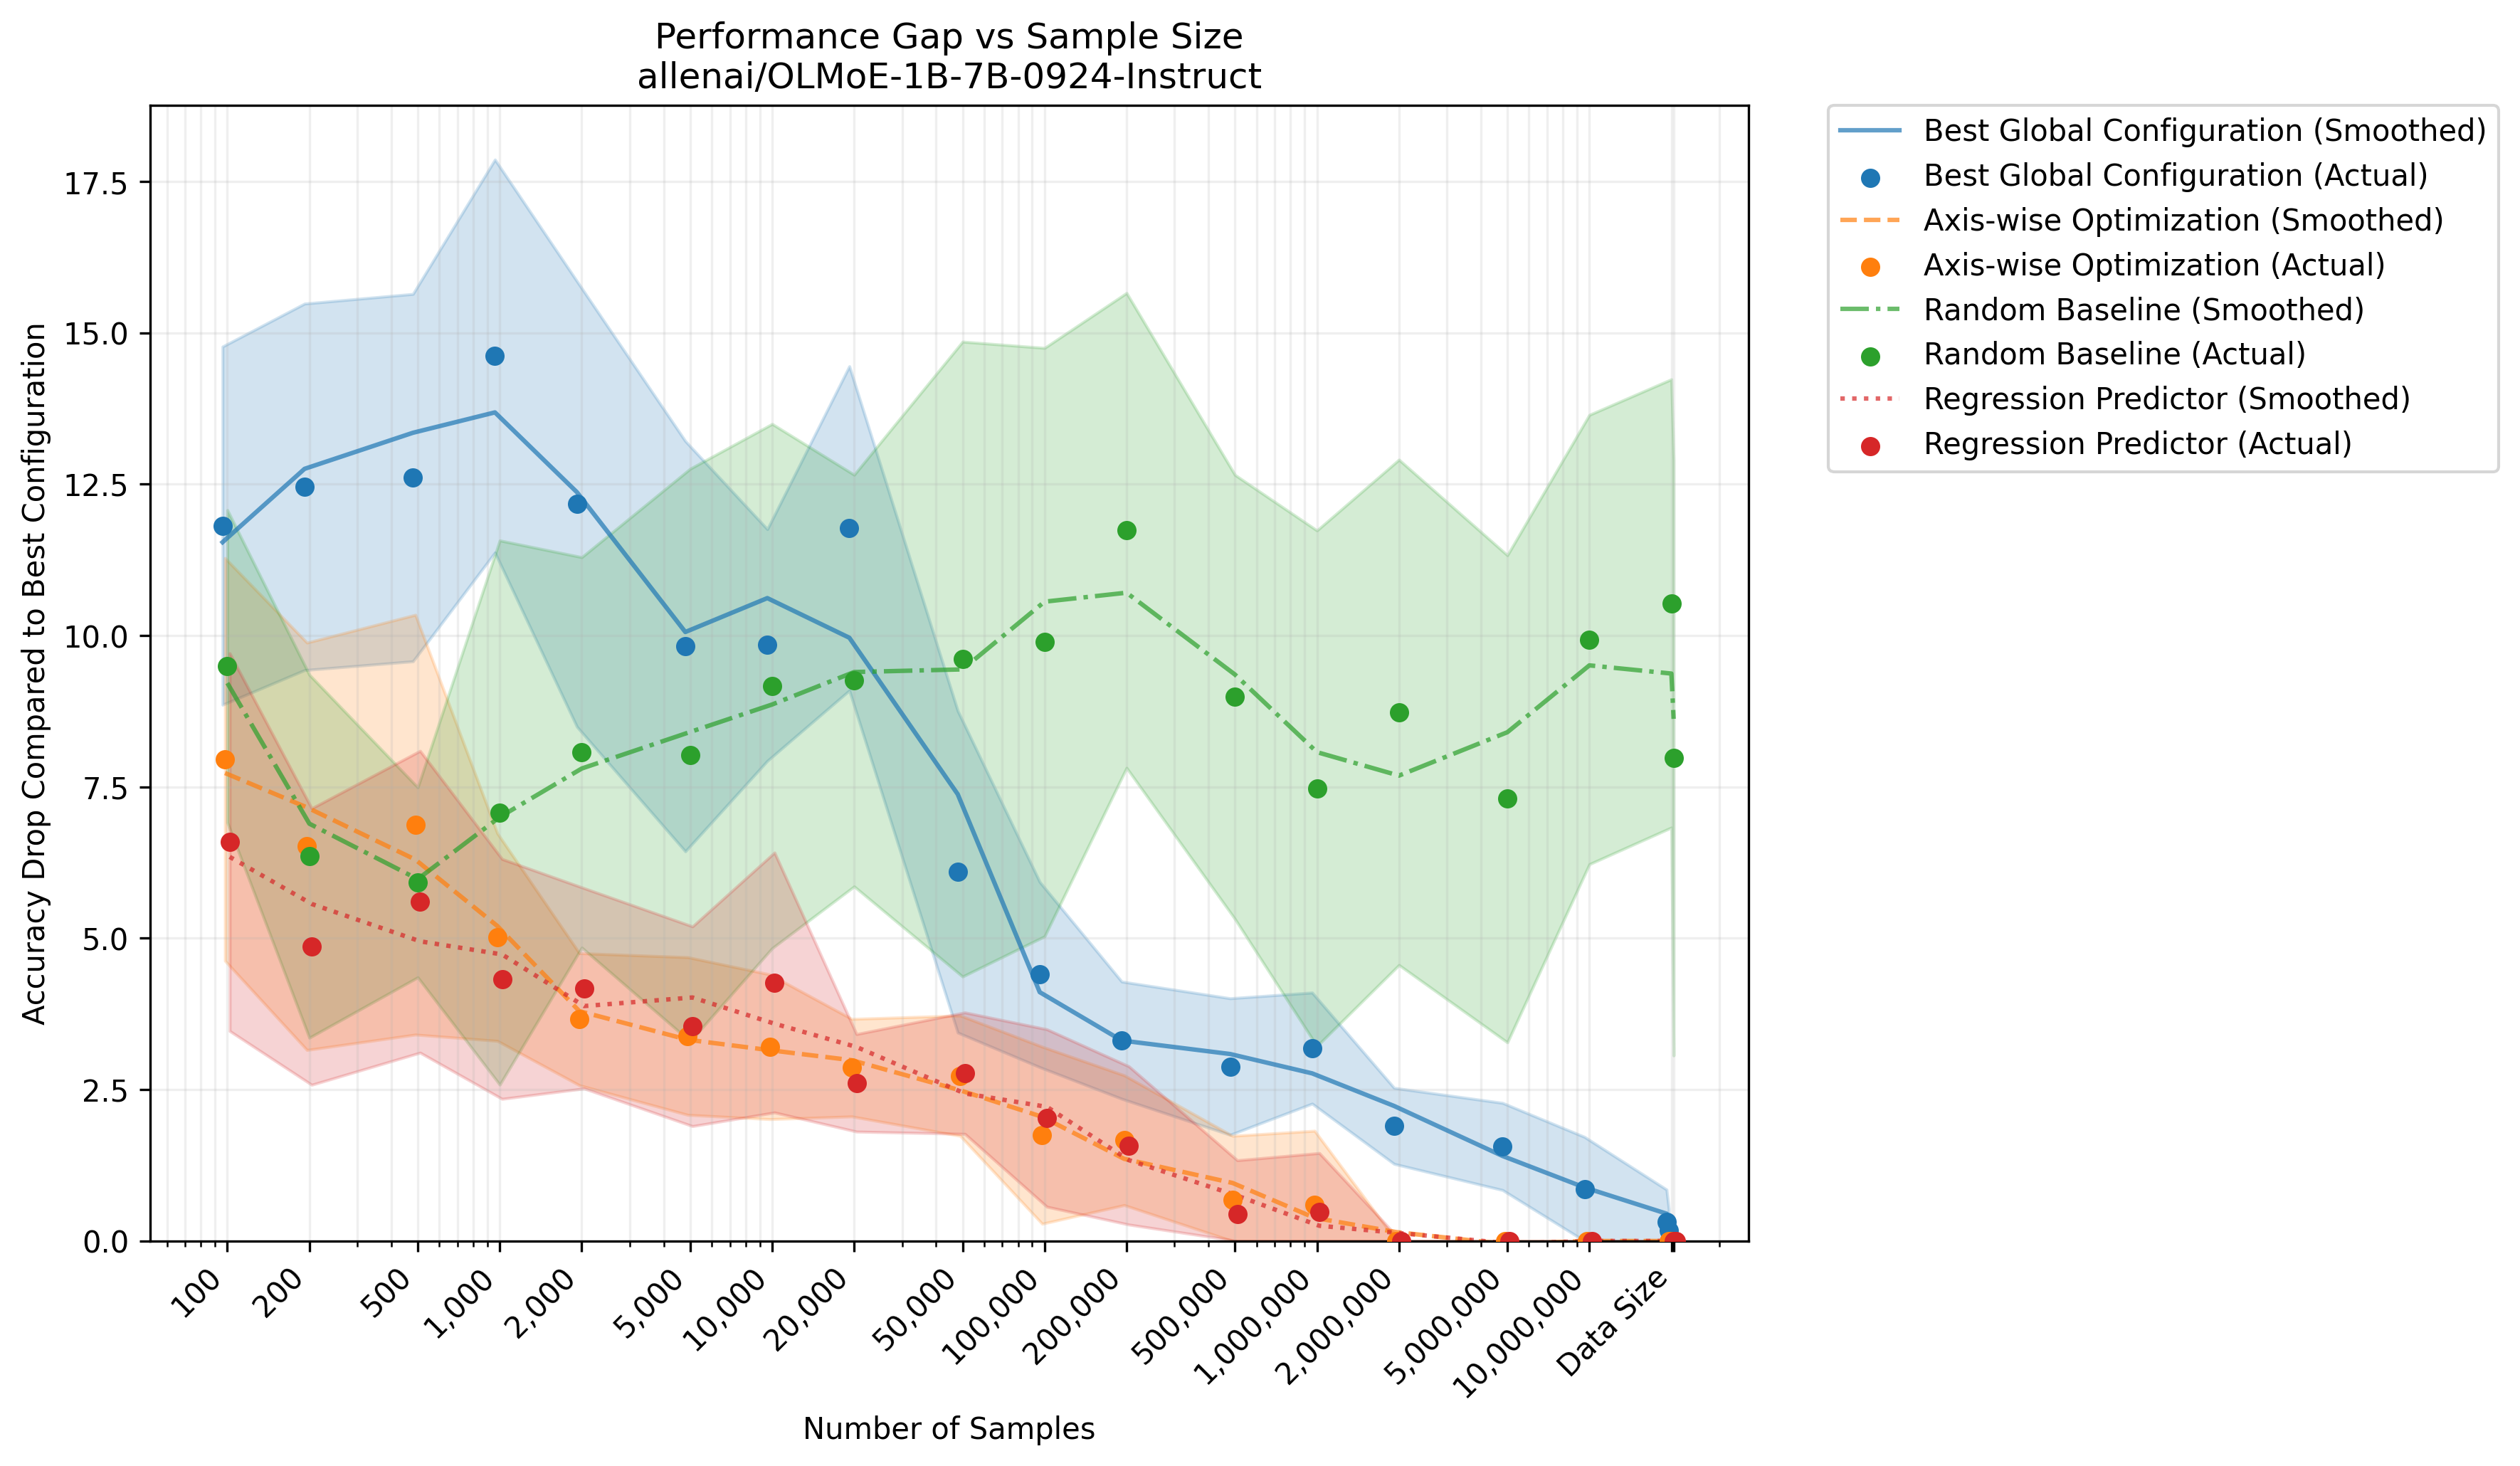 Performance Gap vs Sample Size
allenai/OLMoE-1B-7B-0924-Instruct
Accuracy Drop Compared to Best Configuration
17.5
15.0
12.5
10.0
7.5
5.0
2.5
0.0
100
200
500
1,000
2,000
5,000
10,000
20,000
50,000
100,000
200,000
500,000
1,000,000
2,000,000
5,000,000
10,000,000
Data Size
Number of Samples
Best Global Configuration (Smoothed)
Best Global Configuration (Actual)
Axis-wise Optimization (Smoothed)
Axis-wise Optimization (Actual)
Random Baseline (Smoothed)
Random Baseline (Actual)
Regression Predictor (Smoothed)
Regression Predictor (Actual)